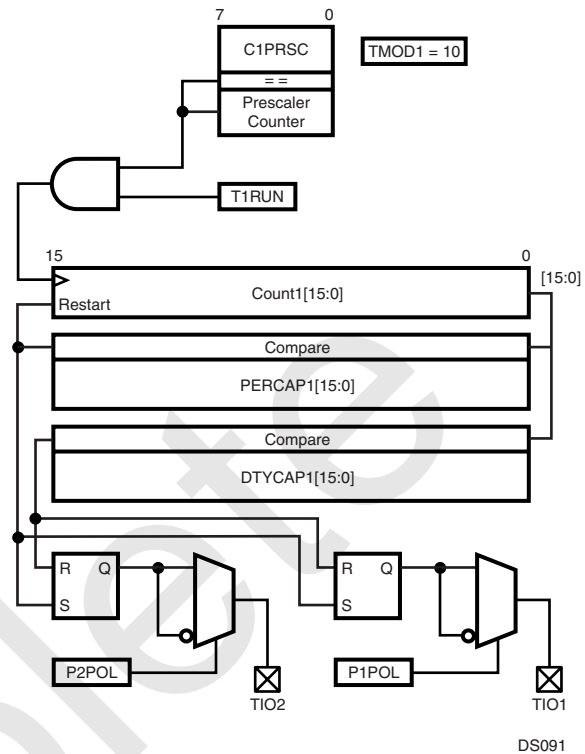 7 0
C1PRSC
TMOD1 = 10
= =
Prescaler
Counter
T1RUN
15 0
[15:0]
Count1[15:0]
Restart
Compare
PERCAP1[15:0]
Compare
DTYCAP1[15:0]
R Q
S
R Q
S
P2POL
P1POL
TIO2
TIO1
DS091
plete